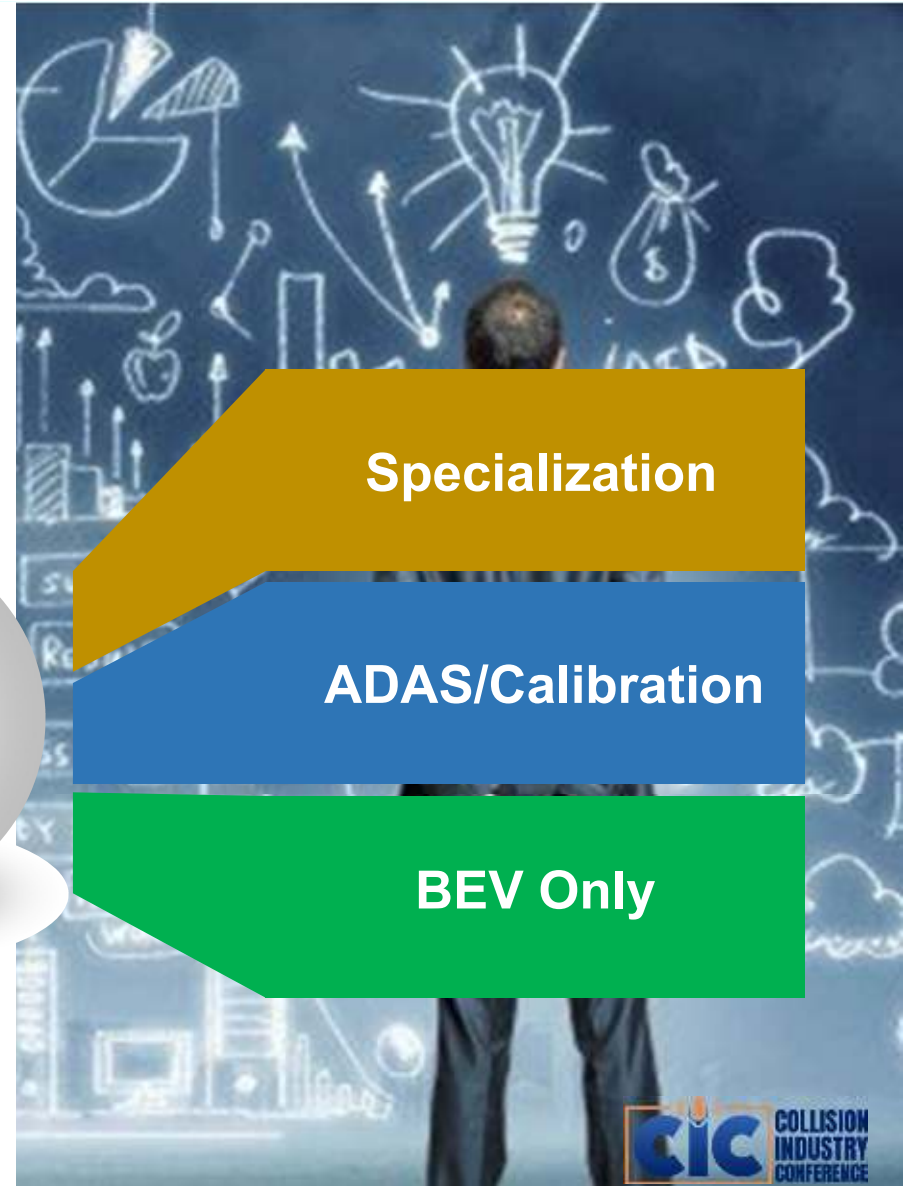 Specialization
ADAS/Calibration
BEV Only
CIC COLLISION
INDUSTRY
CONFERENCE